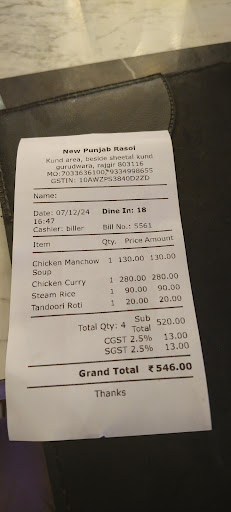 New Punjab Rasoi
Kund area, beside sheetal kund
gurudwara, rajgir 803116
MO:7033636100,9334998655
GSTIN: 10AWZPS3840D2ZD
Name:
Date: 07/12/24 Dine In: 18
16:47
Cashier: biller Bill No.: 5561
Item Qty. Price Amount
Chicken Manchow 1 130.00 130.00
Soup
Chicken Curry 1 280.00 280.00
Steam Rice 1 90.00 90.00
Tandoori Roti 1 20.00 20.00
Total Qty: 4 Sub Total 520.00
CGST 2.5% 13.00
SGST 2.5% 13.00
Grand Total ₹ 546.00
Thanks